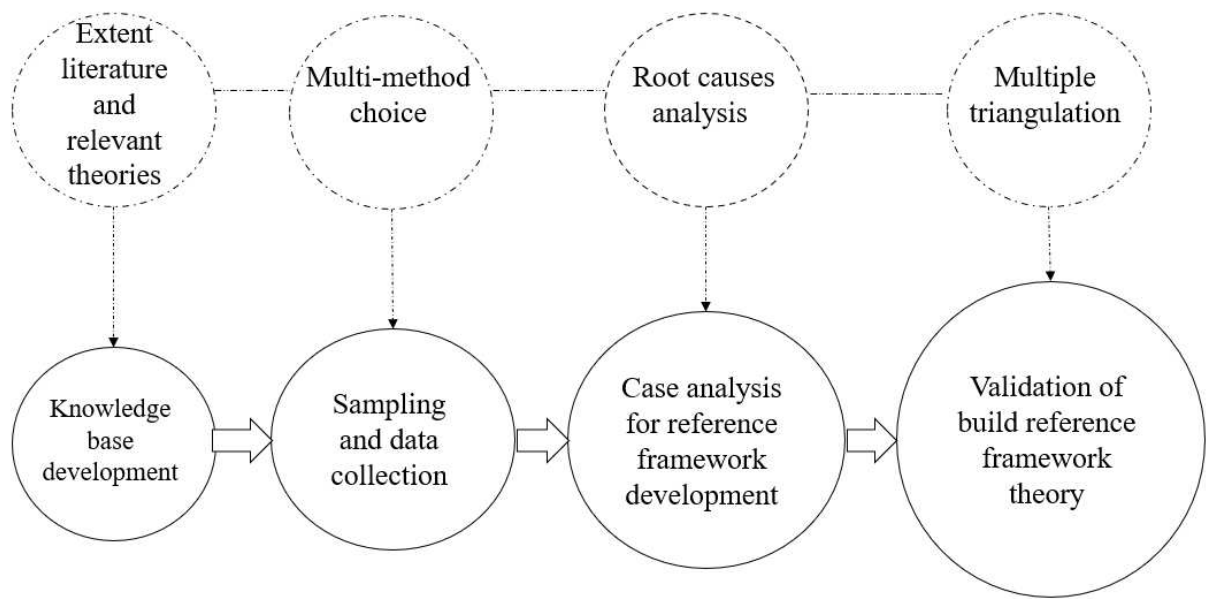 Extent
literature
and
relevant
theories
Multi-method
choice
Root causes
analysis
Multiple
triangulation
Knowledge
base
development
Sampling
and data
collection
Case analysis
for reference
framework
development
Validation of
build reference
framework
theory